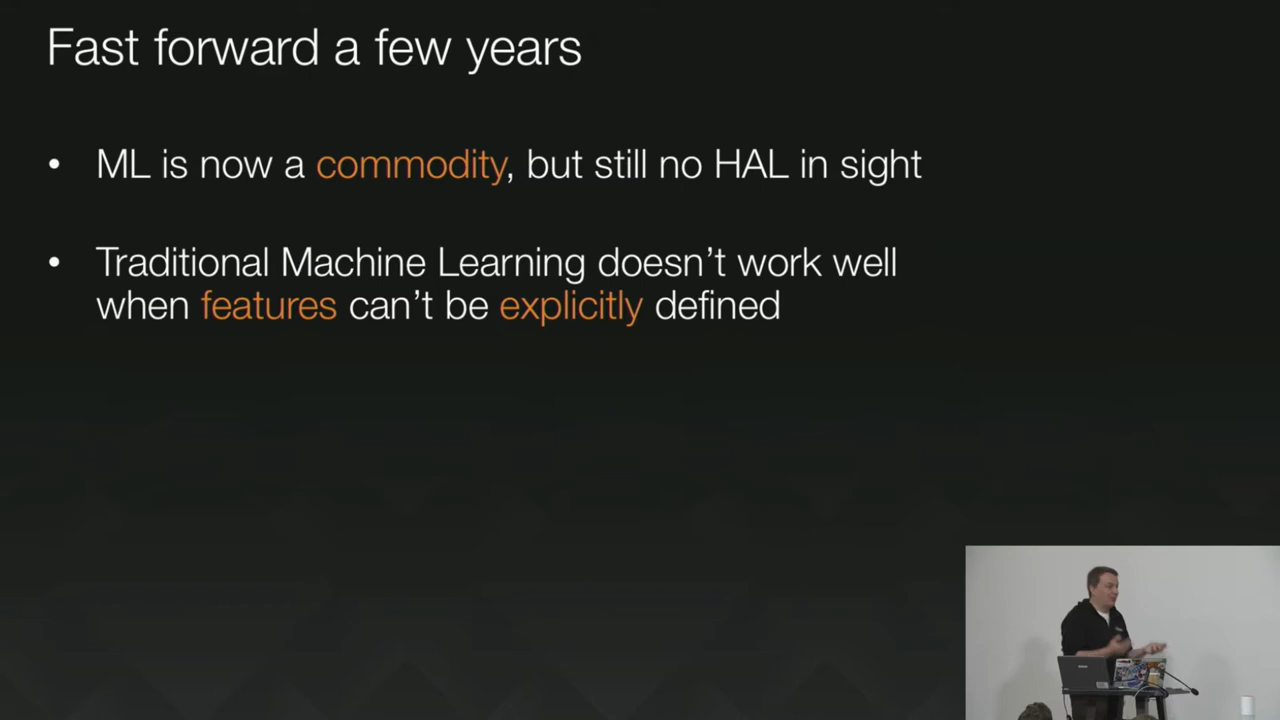 Fast forward a few years
• ML is now a commodity, but still no HAL in sight
• Traditional Machine Learning doesn’t work well
when features can’t be explicitly defined